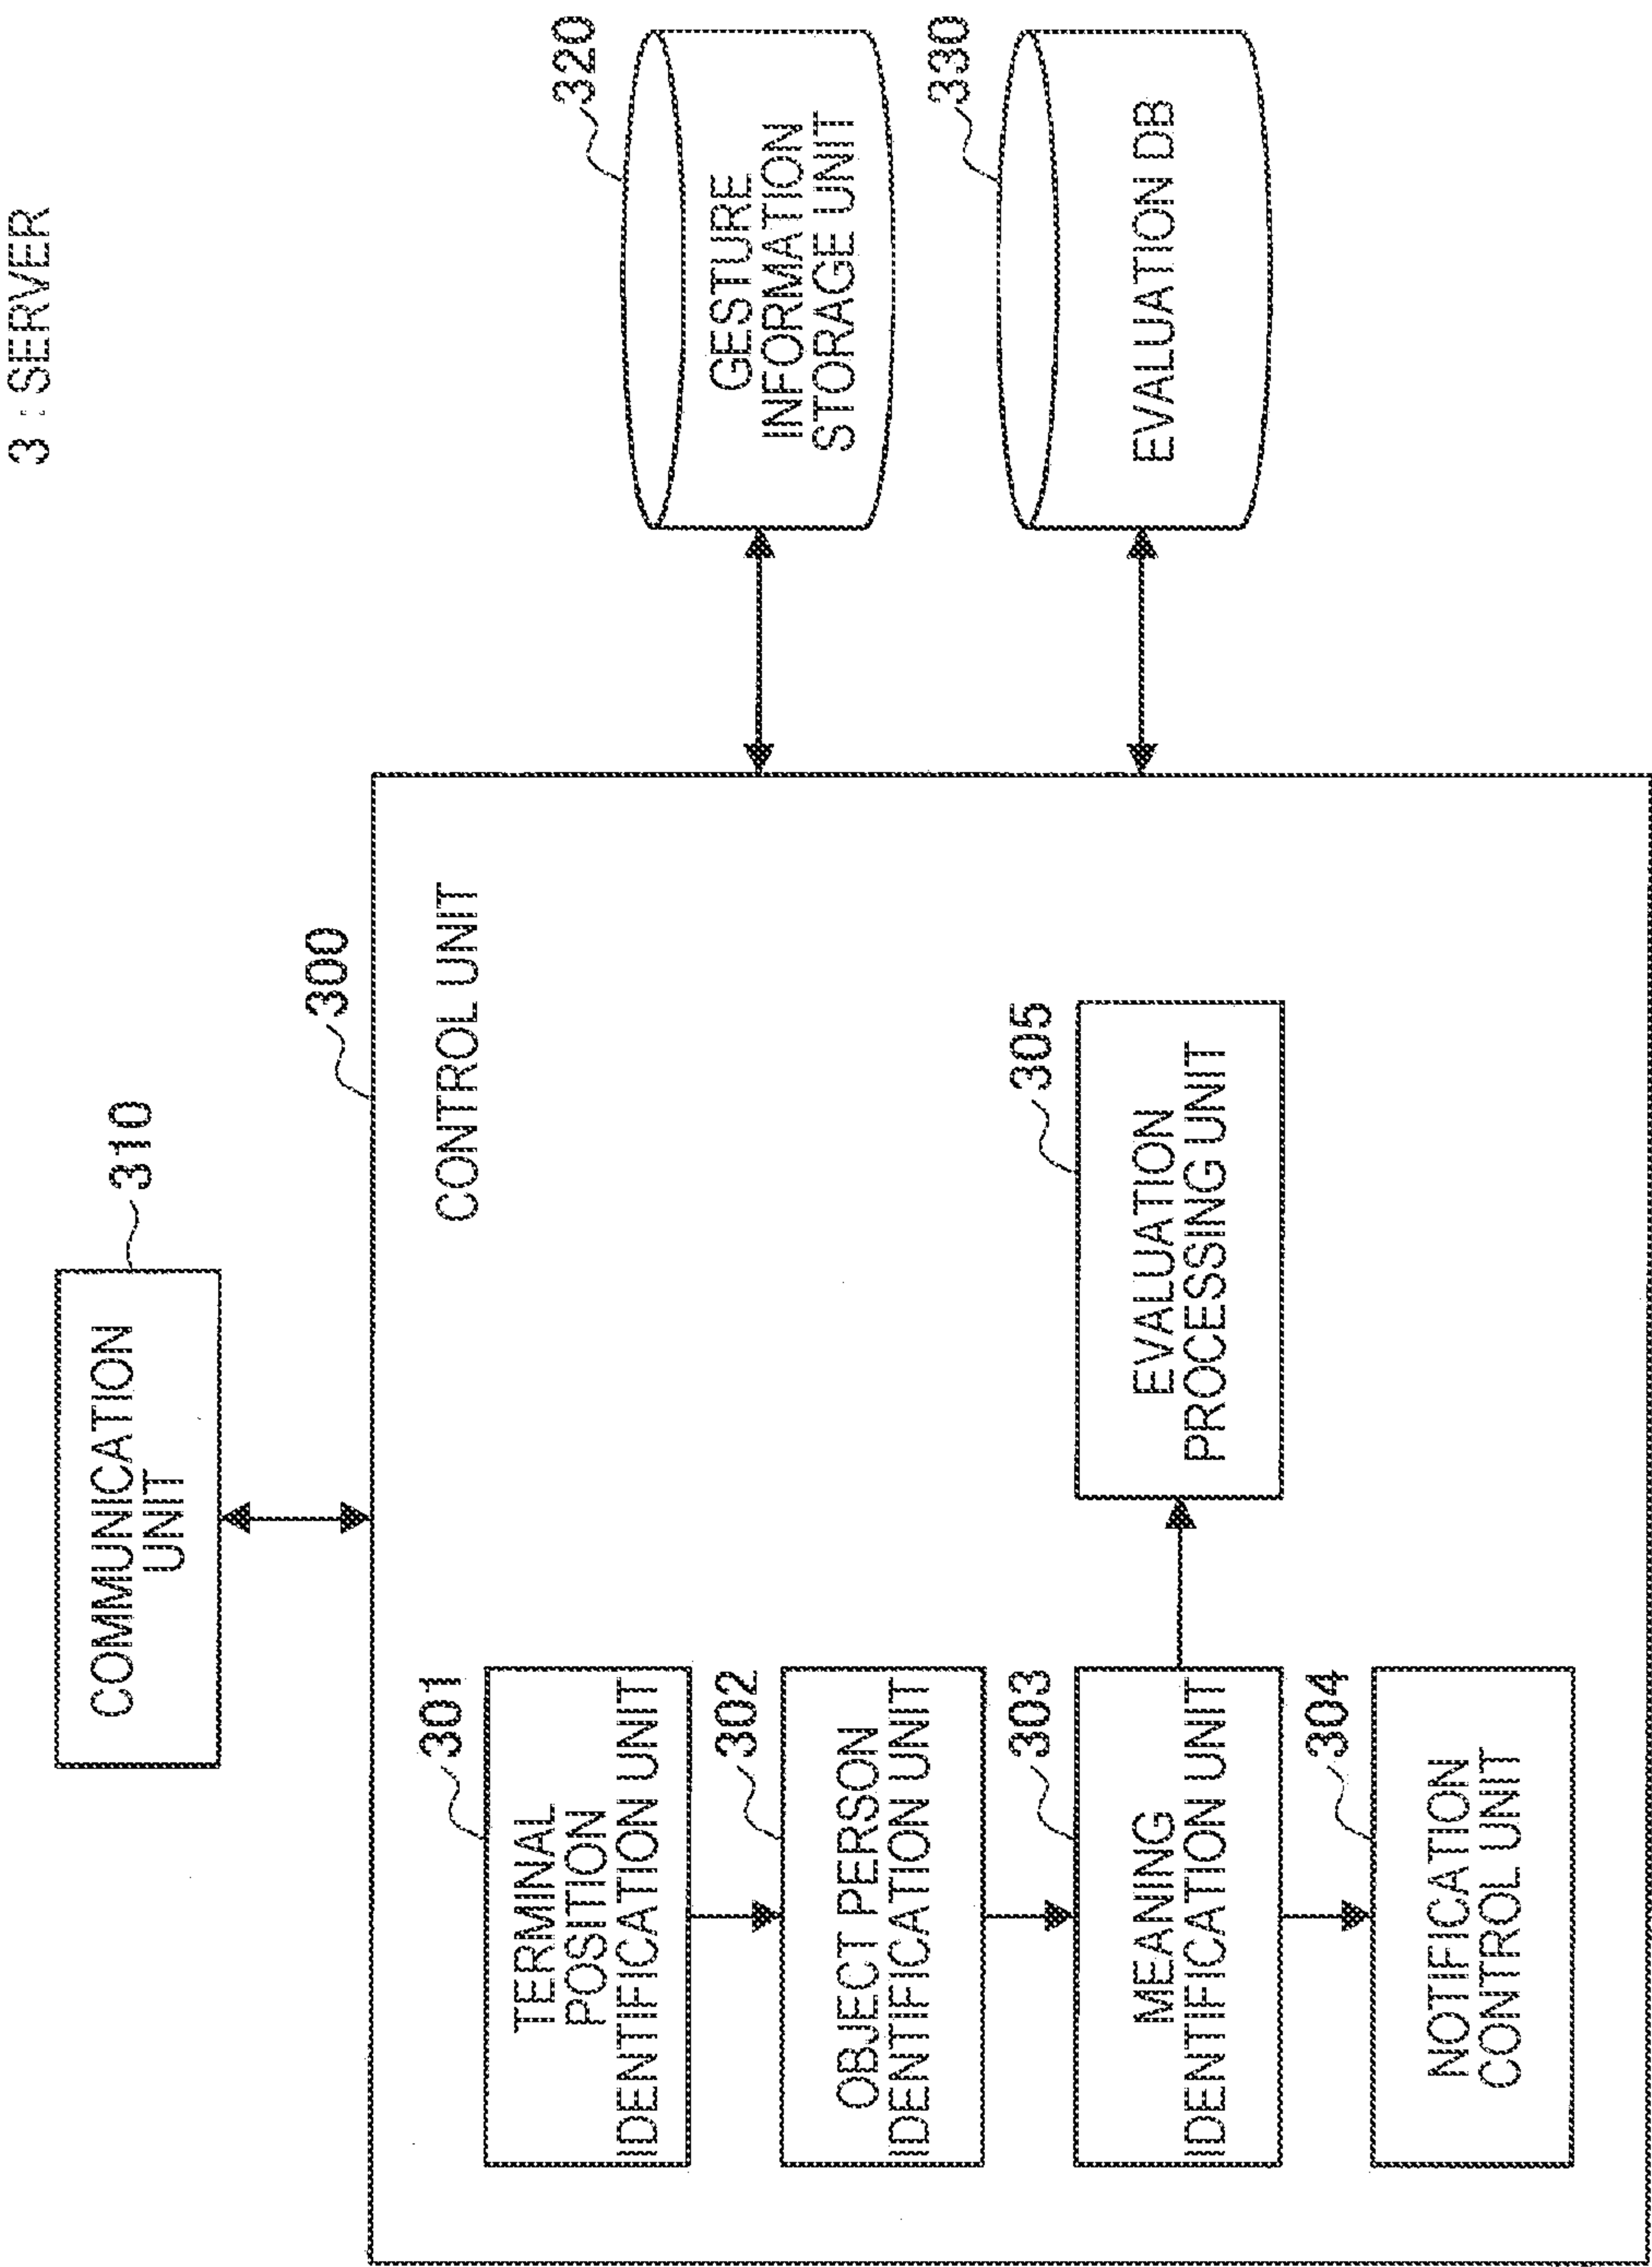 3 : SERVER
310
COMMUNICATION
UNIT
300
CONTROL UNIT
301
TERMINAL
POSITION
IDENTIFICATION UNIT
302
OBJECT PERSON
IDENTIFICATION UNIT
303
MEANING
IDENTIFICATION UNIT
305
EVALUATION
PROCESSING UNIT
304
NOTIFICATION
CONTROL UNIT
320
GESTURE
INFORMATION
STORAGE UNIT
330
EVALUATION DB